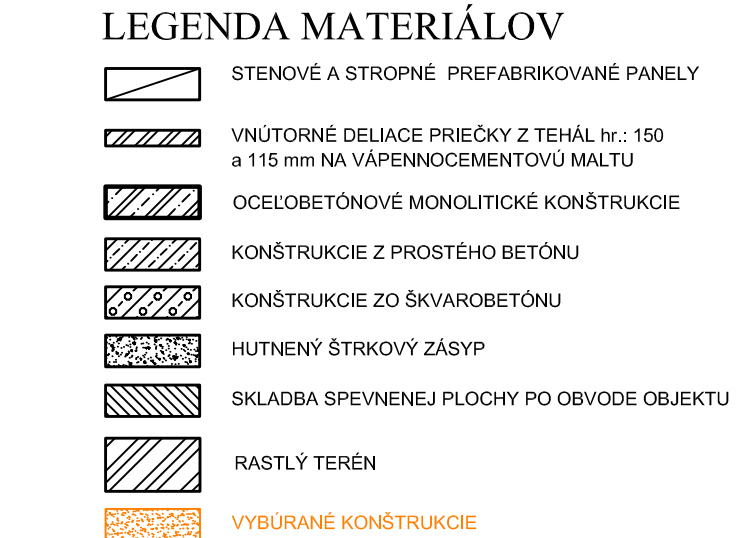 LEGENDA MATERIÁLOV
STENOVÉ A STROPNÉ PREFABRIKOVANÉ PANELY
VNÚTORNÉ DELIACE PRIEČKY Z TEHÁL hr.: 150
a 115 mm NA VÁPENNOCEMENTOVÚ MALTU
OCEĽOBETÓNOVÉ MONOLITICKÉ KONŠTRUKCIE
KONŠTRUKCIE Z PROSTÉHO BETÓNU
KONŠTRUKCIE ZO ŠKVAROBETÓNU
HUTNENÝ ŠTRKOVÝ ZÁSYP
SKLADBA SPEVNENEJ PLOCHY PO OBVODE OBJEKTU
RASTLÝ TERÉN
VYBÚRANÉ KONŠTRUKCIE